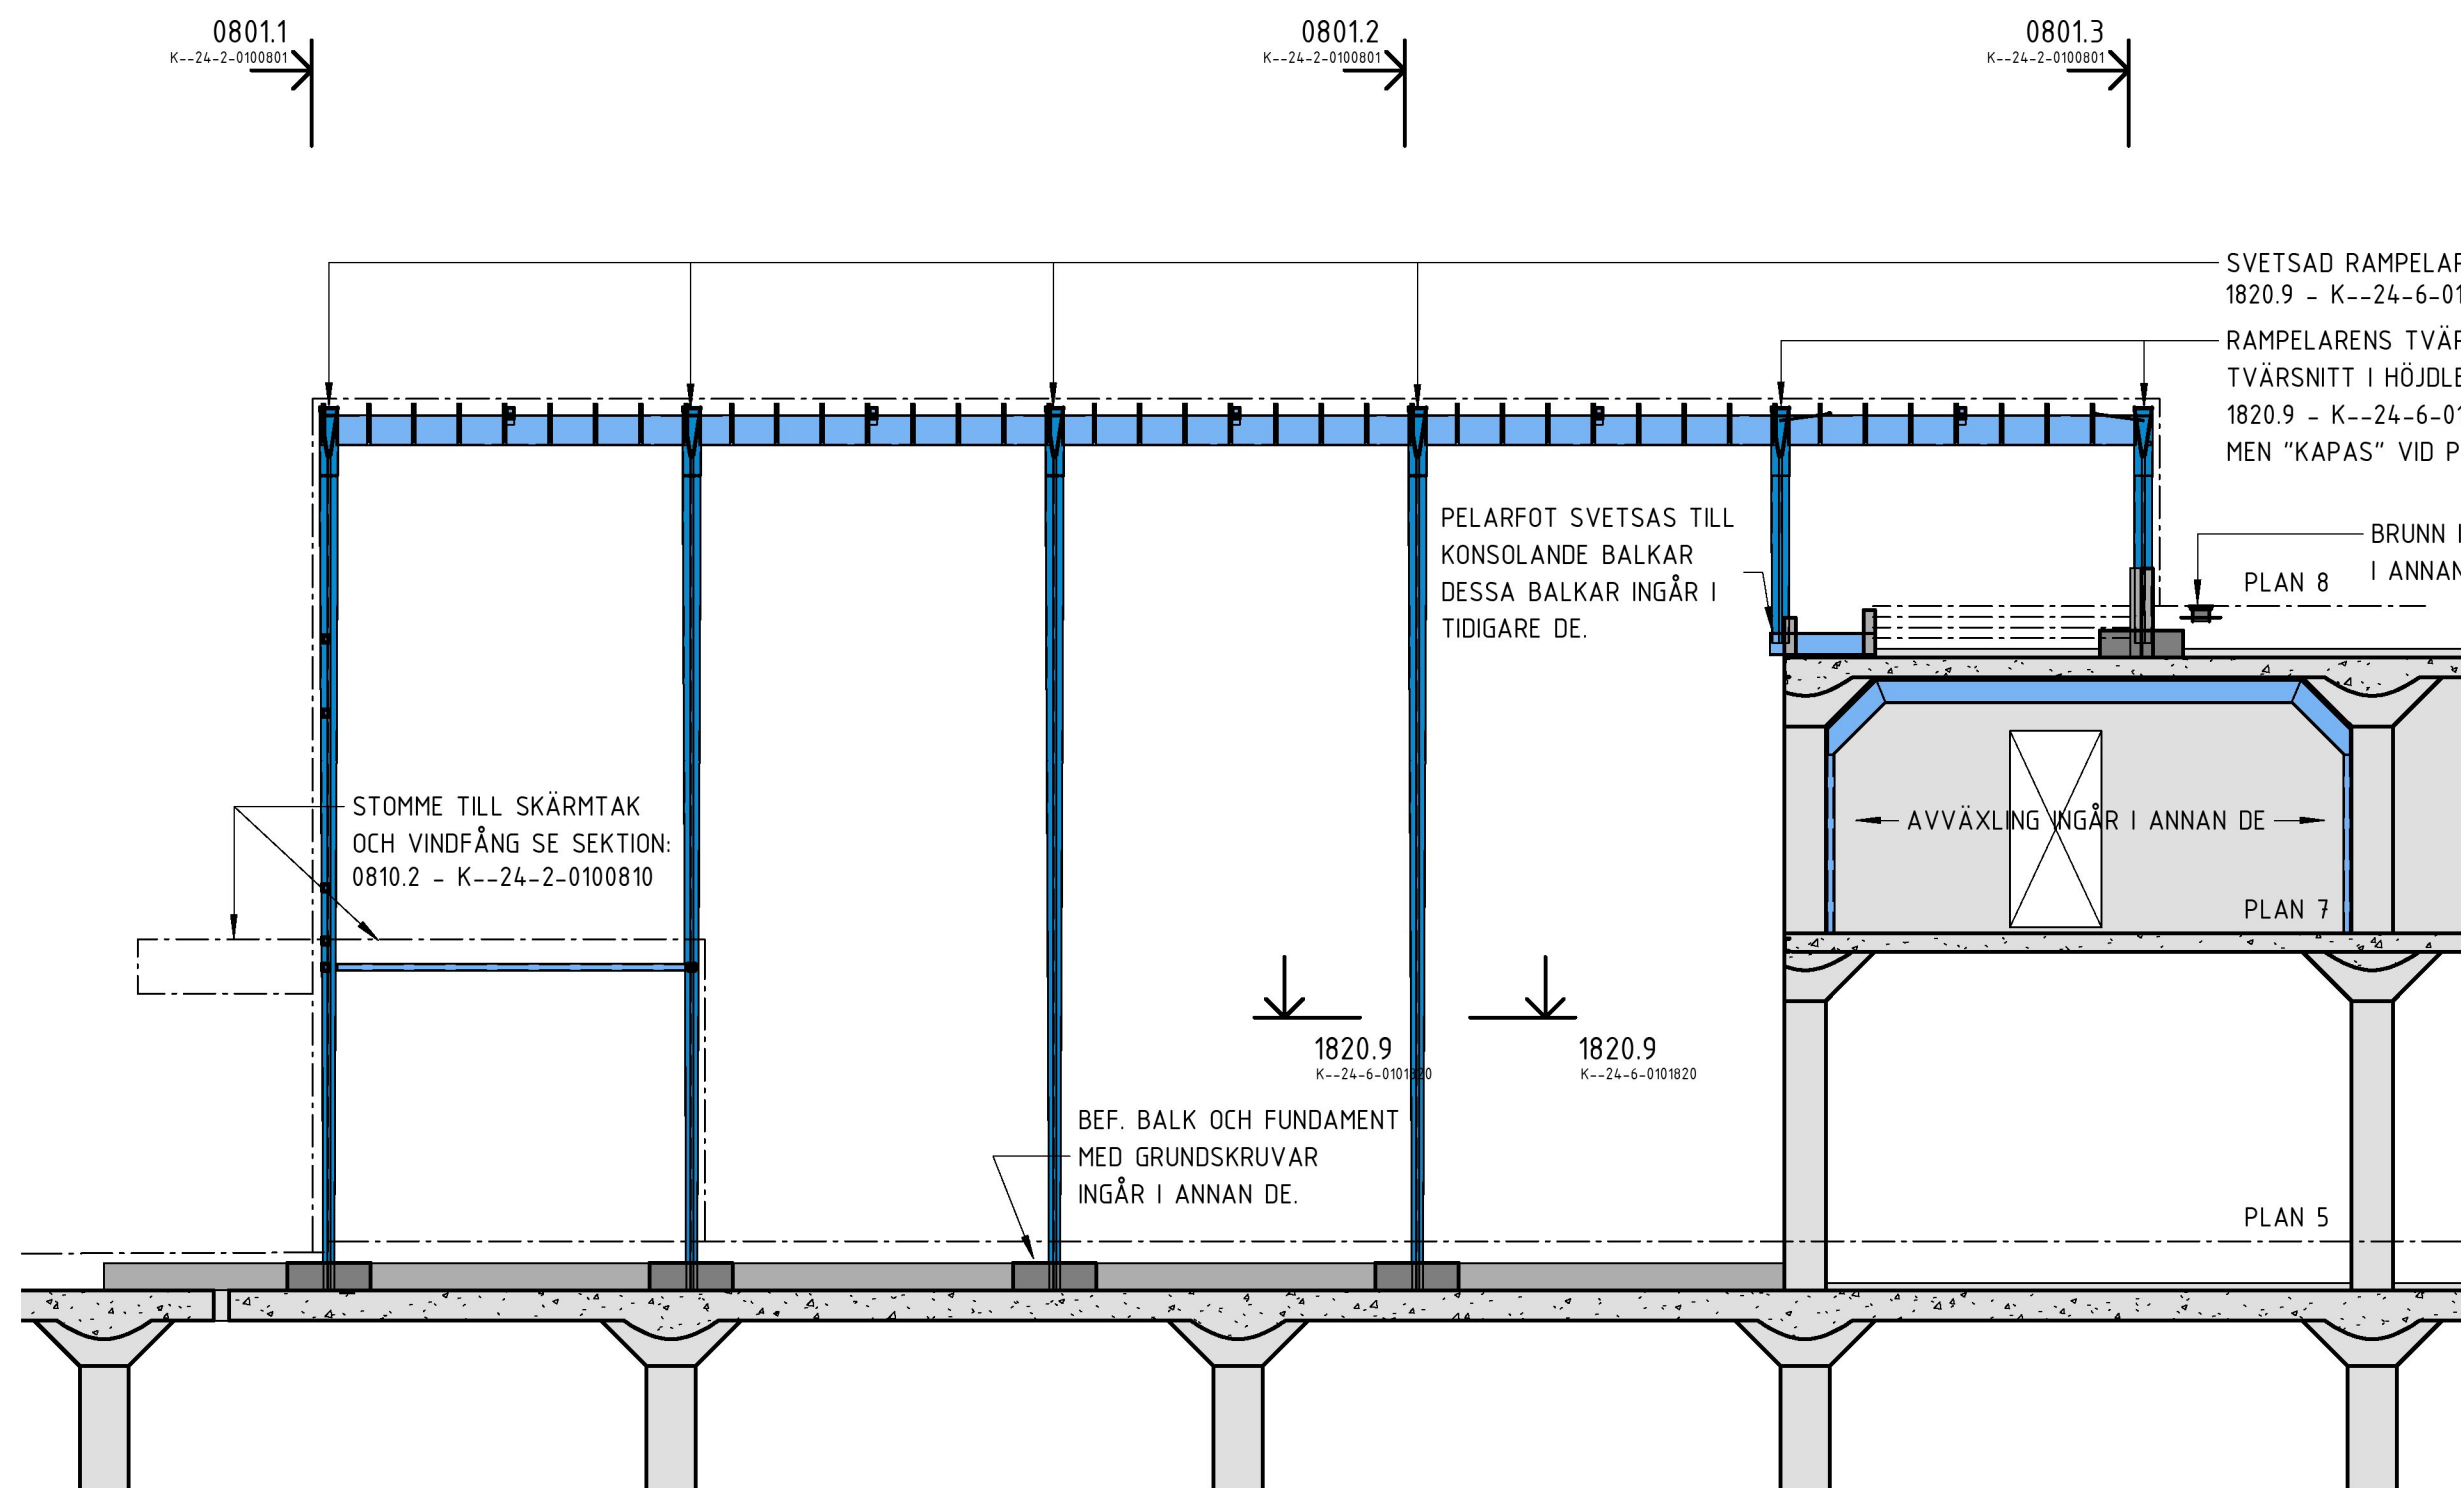 0801.1
K--24-2-0100801
0801.2
K--24-2-0100801
0801.3
K--24-2-0100801
SVETSAD RAMPELAR
1820.9 - K--24-6-01
RAMPELARENS TVÄR
TVÄRSNITT I HÖJDLE
1820.9 - K--24-6-01
MEN "KAPAS" VID P
PELARFOT SVETSAS TILL
KONSOLANDE BALKAR
DESSA BALKAR INGÅR I
TIDIGARE DE.
BRUNN I
I ANNAN
PLAN 8
STOMME TILL SKÄRMTAK
OCH VINDFÅNG SE SEKTION:
0810.2 - K--24-2-0100810
AVVÄXLING INGÅR I ANNAN DE
PLAN 7
1820.9
K--24-6-0101820
1820.9
K--24-6-0101820
BEF. BALK OCH FUNDAMENT
MED GRUNDSKRUVAR
INGÅR I ANNAN DE.
PLAN 5